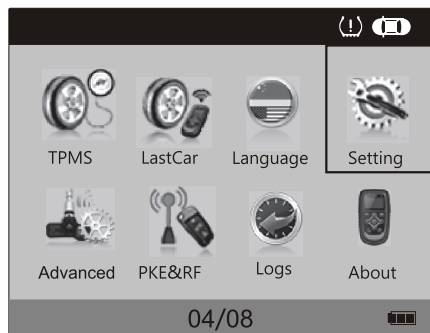 TPMS LastCar Language Setting
Advanced PKE&RF Logs About
04/08